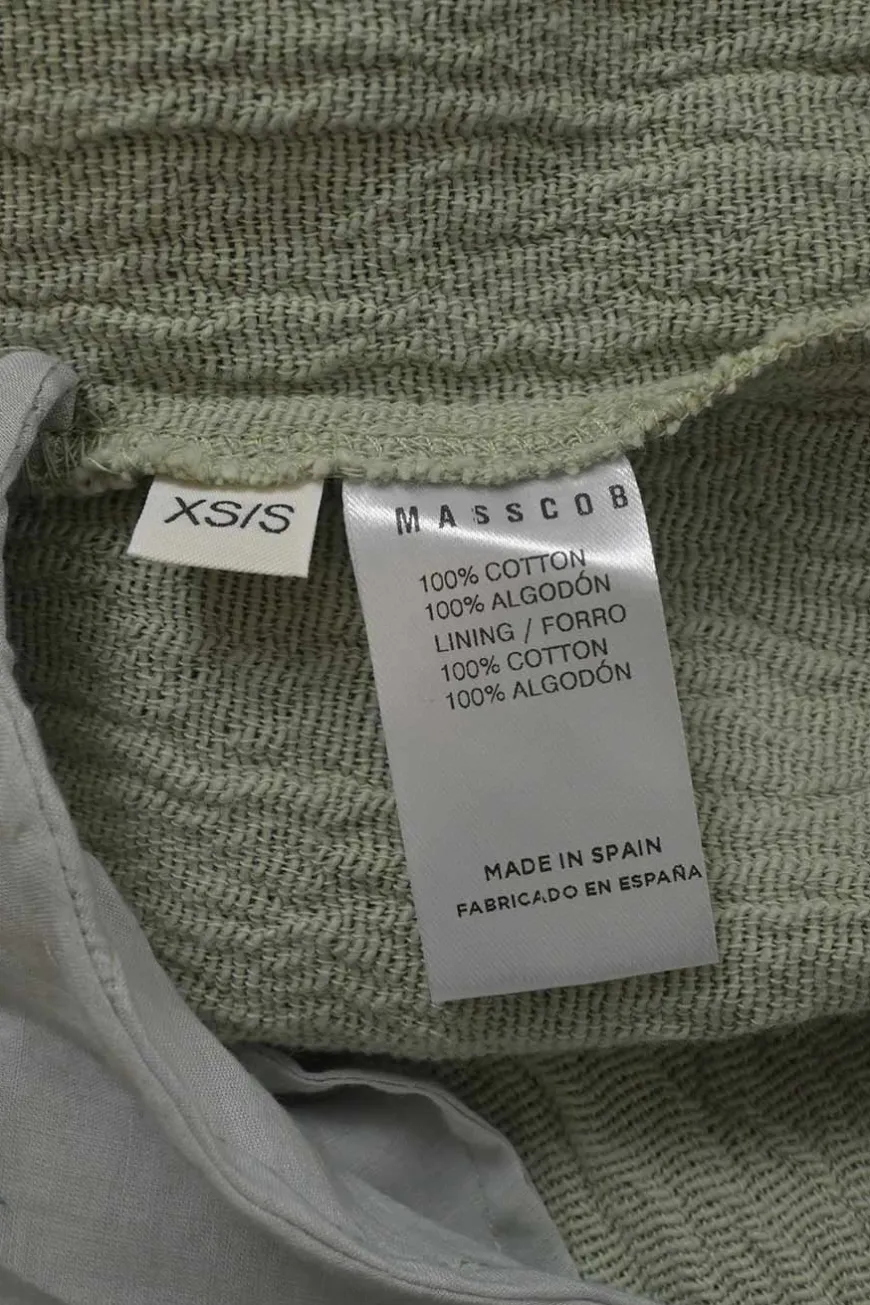 XS/S
MASSCOB
100% COTTON
100% ALGODÓN
LINING / FORRO
100% COTTON
100% ALGODÓN
MADE IN SPAIN
FABRICADO EN ESPAÑA